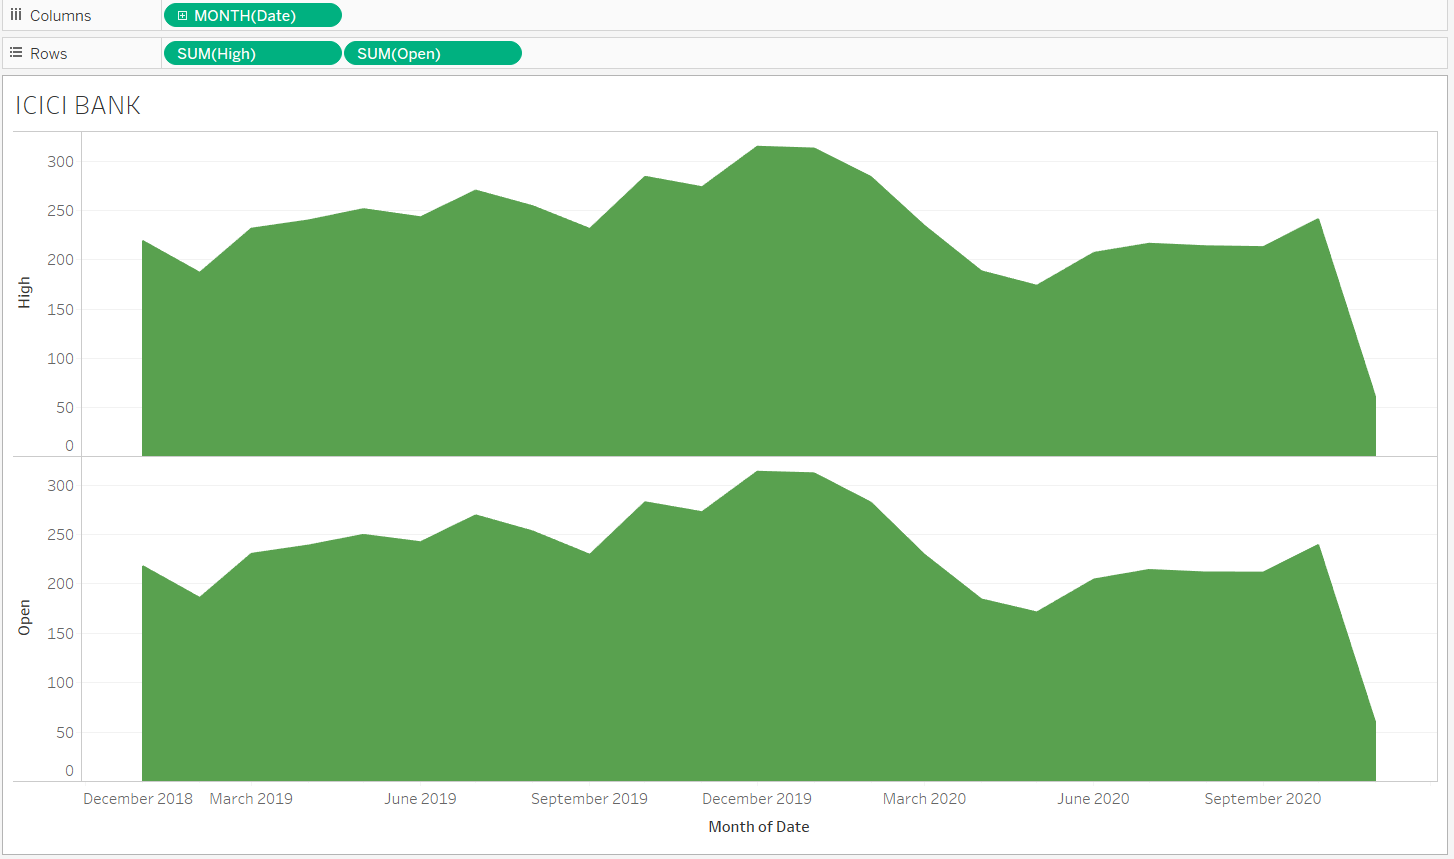 Columns
MONTH(Date)
Rows
SUM(High)
SUM(Open)
ICICI BANK
300
250
200
150
100
50
0
High
300
250
200
150
100
50
0
Open
December 2018 March 2019 June 2019 September 2019 December 2019 March 2020 June 2020 September 2020
Month of Date